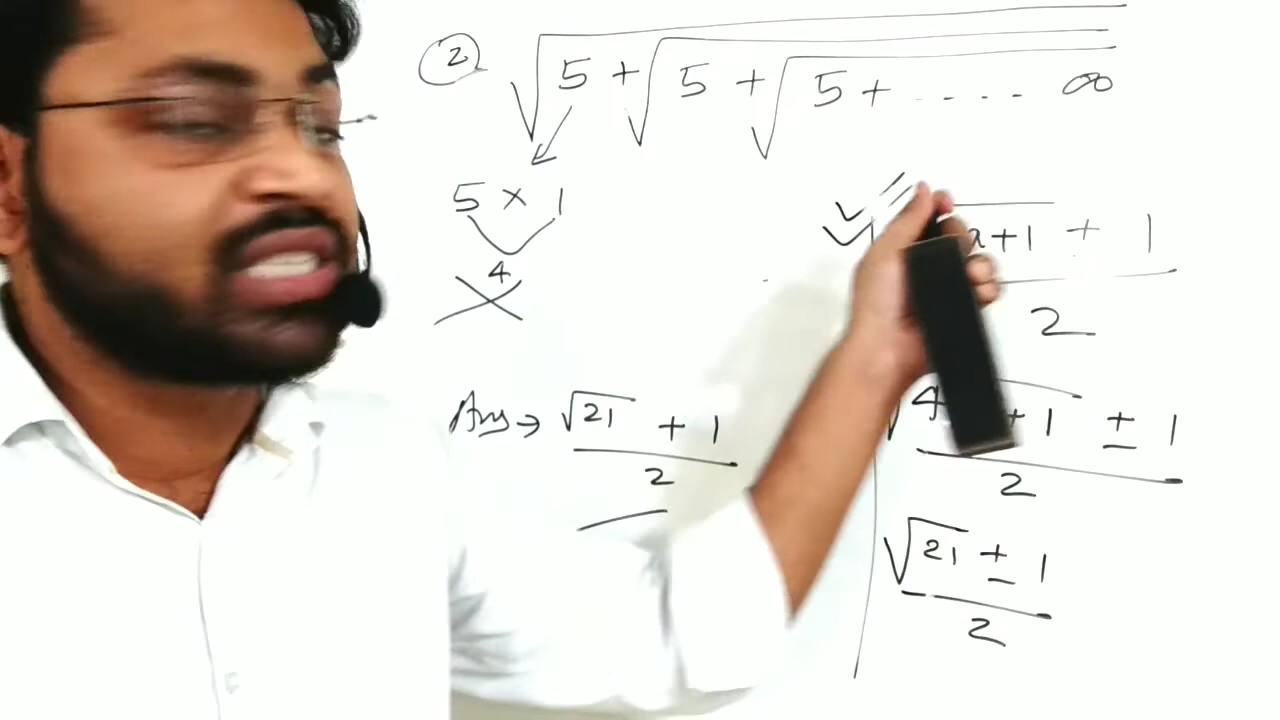 2 √5 + √5 + √5 + .... ∞
5 × 1
4
a+1 + 1
2
Ans → √21 + 1
2
√4 +1 ± 1
2
√21 ± 1
2